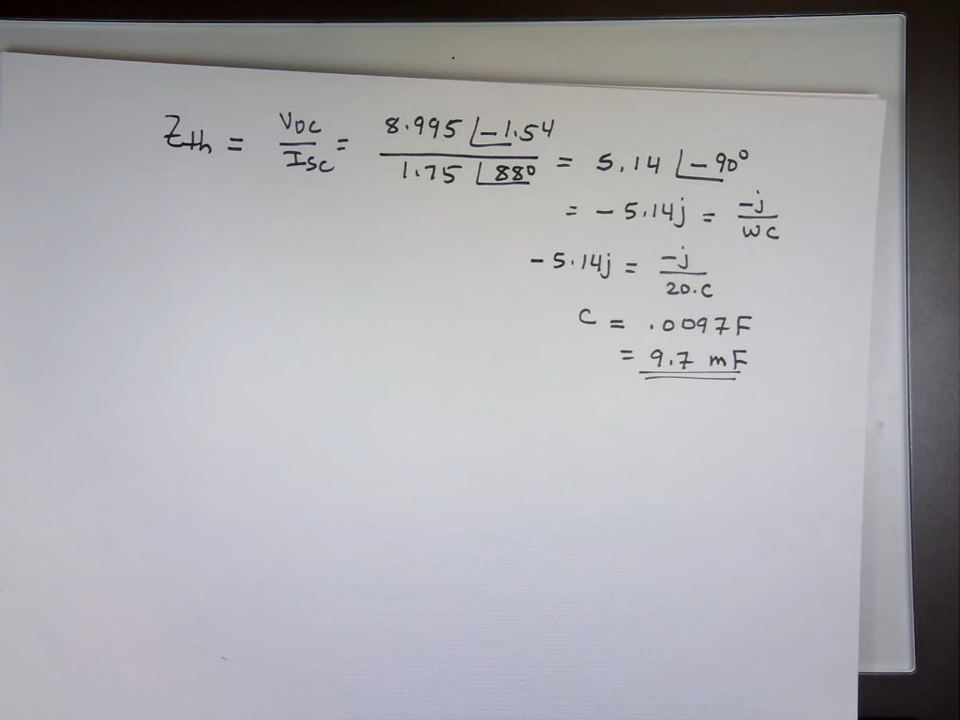 Zth = Voc/Isc = 8.995 ∠-1.54 / 1.75 ∠88° = 5.14 ∠-90°
= -5.14j = -j/ωC
-5.14j = -j/20.C
C = .0097F
= 9.7 mF